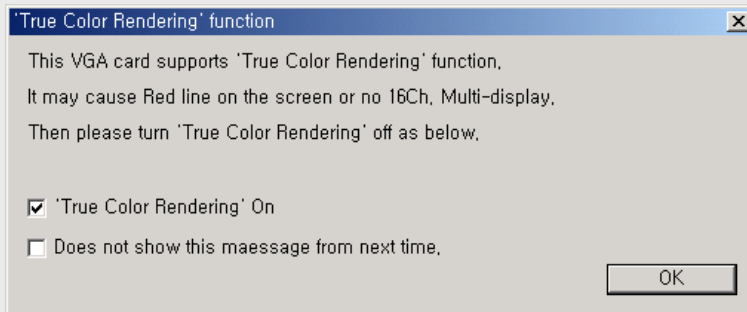 'True Color Rendering' function
This VGA card supports 'True Color Rendering' function,
It may cause Red line on the screen or no 16Ch, Multi-display,
Then please turn 'True Color Rendering' off as below,
'True Color Rendering' On
Does not show this maessage from next time,
OK